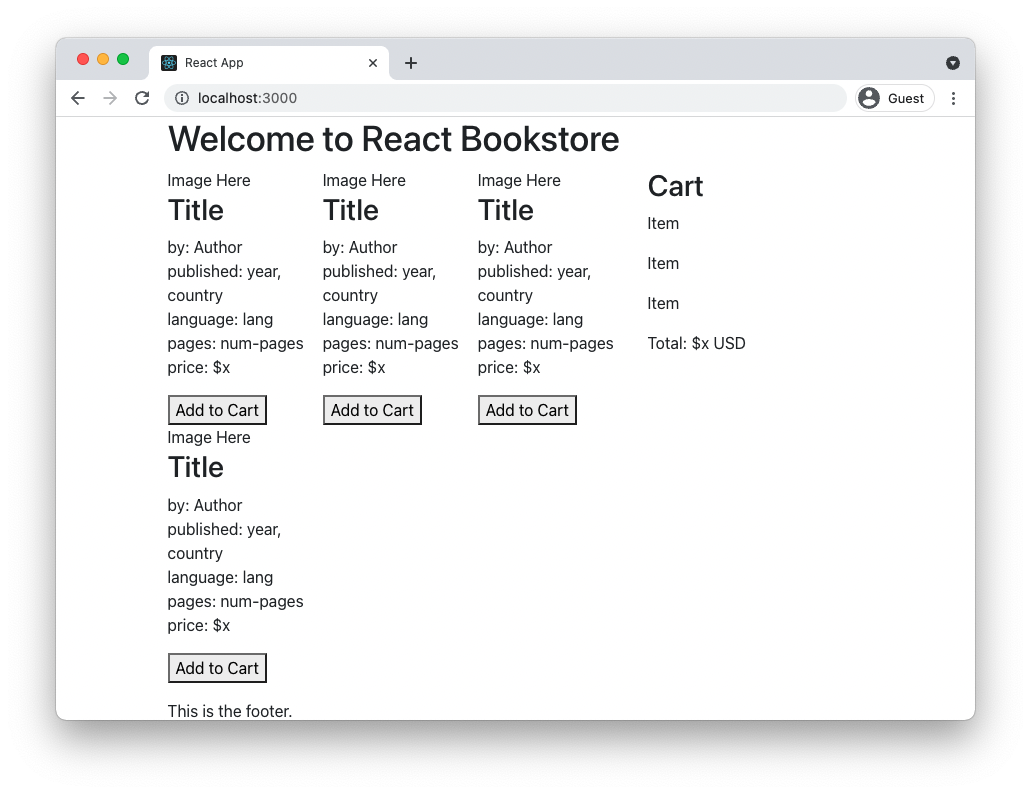 React App
localhost:3000
Guest
Welcome to React Bookstore
Image Here
Title
by: Author
published: year,
country
language: lang
pages: num-pages
price: $x
Add to Cart
Image Here
Title
by: Author
published: year,
country
language: lang
pages: num-pages
price: $x
Add to Cart
Image Here
Title
by: Author
published: year,
country
language: lang
pages: num-pages
price: $x
Add to Cart
Image Here
Title
by: Author
published: year,
country
language: lang
pages: num-pages
price: $x
Add to Cart
Cart
Item
Item
Item
Total: $x USD
This is the footer.